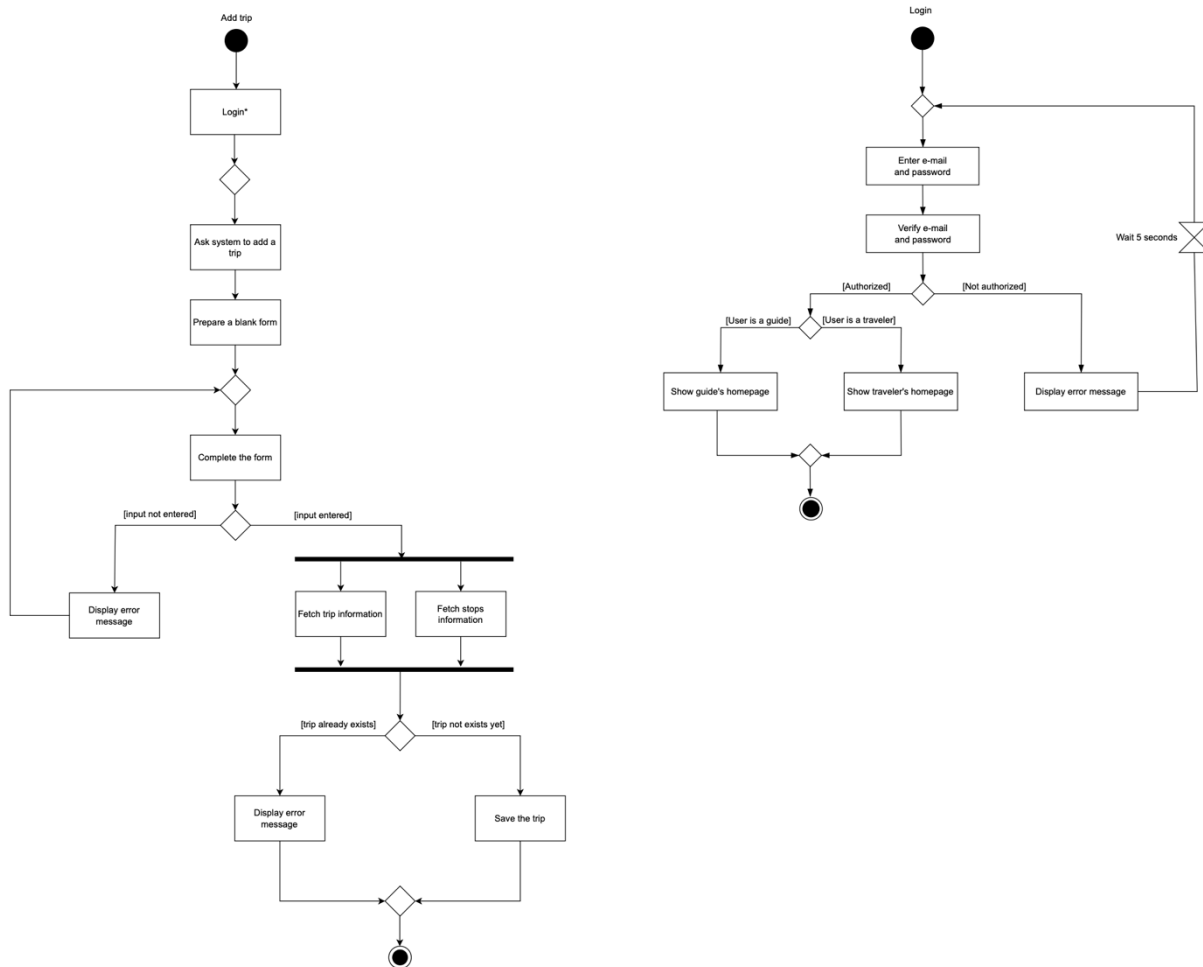 Add trip
Login*
Ask system to add a
trip
Prepare a blank form
Complete the form
[input not entered]
[input entered]
Display error
message
Fetch trip information
Fetch stops
information
[trip already exists]
[trip not exists yet]
Display error
message
Save the trip
Login
Enter e-mail
and password
Verify e-mail
and password
Wait 5 seconds
[Authorized]
[Not authorized]
[User is a guide]
[User is a traveler]
Show guide's homepage
Show traveler's homepage
Display error message